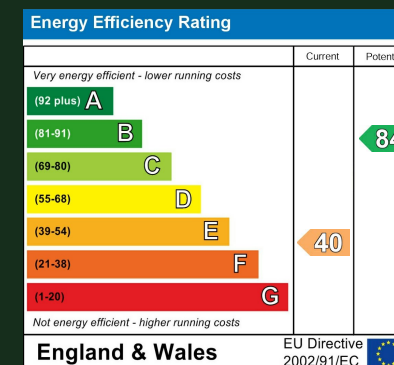 Energy Efficiency Rating
Current
Very energy efficient - lower running costs
(92 plus) A
(81-91) B
84
(69-80) C
(55-68) D
(39-54) E
40
(21-38) F
(1-20) G
Not energy efficient - higher running costs
England & Wales
EU Directive
2002/91/EC